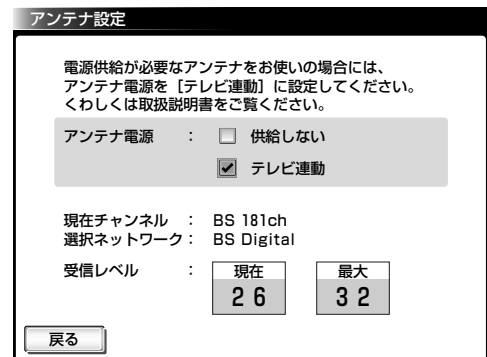 アンテナ設定
電源供給が必要なアンテナをお使いの場合には、
アンテナ電源を［テレビ連動］に設定してください。
くわしくは取扱説明書をご覧ください。
アンテナ電源　： 供給しない
テレビ連動
現在チャンネル　： BS 181ch
選択ネットワーク： BS Digital
受信レベル　： 現在 最大
26 32
戻る